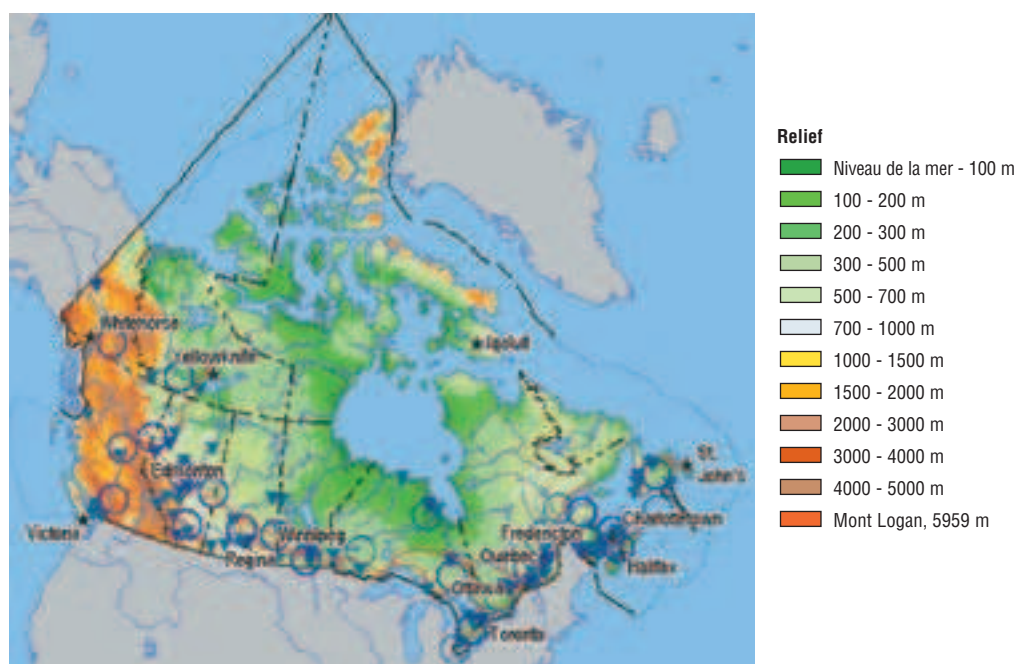 Relief
Niveau de la mer - 100 m
100 - 200 m
200 - 300 m
300 - 500 m
500 - 700 m
700 - 1000 m
1000 - 1500 m
1500 - 2000 m
2000 - 3000 m
3000 - 4000 m
4000 - 5000 m
Mont Logan, 5959 m
Whitehorse
Yellowknife
Iqaluit
Edmonton
St.
John's
Charlottetown
Victoria
Winnipeg
Fredericton
Regina
Québec
Halifax
Ottawa
Toronto